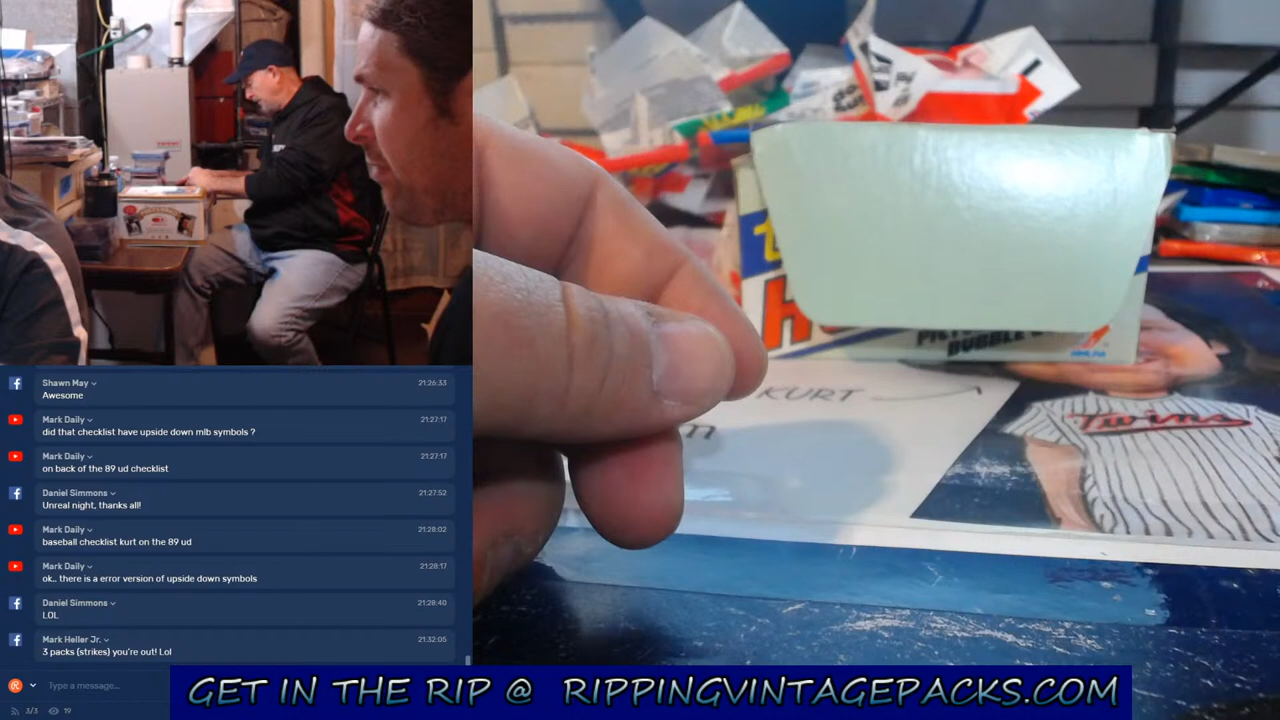 Shawn May
21:26:33
Awesome
Mark Daily
21:27:17
did that checklist have upside down mlb symbols ?
Mark Daily
21:27:17
on back of the 89 ud checklist
Daniel Simmons
21:27:52
Unreal night, thanks all!
Mark Daily
21:28:02
baseball checklist kurt on the 89 ud
Mark Daily
21:28:17
ok.. there is a error version of upside down symbols
Daniel Simmons
21:28:40
LOL
Mark Heller Jr.
21:32:05
3 packs (strikes) you're out! Lol
Type a message...
3/3
19
KURT
Twins
GET IN THE RIP @ RIPPINGVINTAGEPACKS.COM